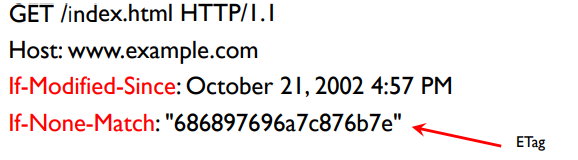 GET /index.html HTTP/1.1
Host: www.example.com
If-Modified-Since: October 21, 2002 4:57 PM
If-None-Match: "686897696a7c876b7e"
ETag